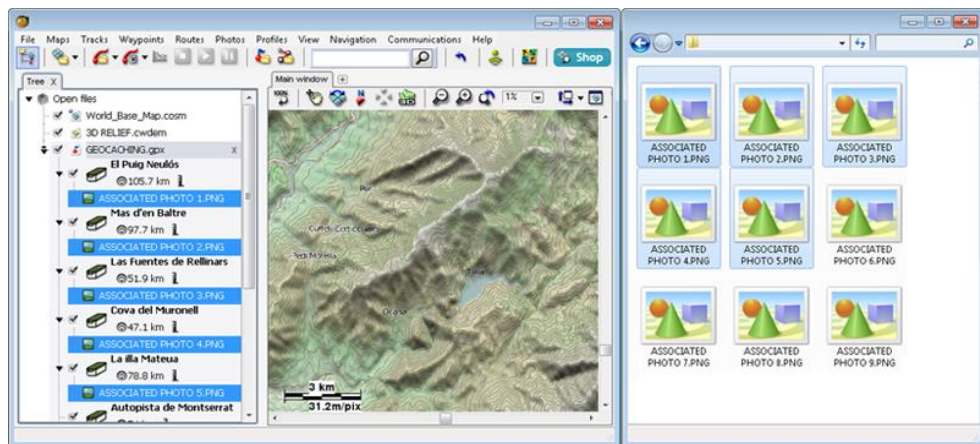 File Maps Tracks Waypoints Routes Photos Profiles View Navigation Communications Help
Shop
Tree X
Main window
100%
1%
Open files
World_Base_Map.cosm
3D RELIEF.cwdem
GEOCACHING.gpx x
El Puig Neulós
105.7 km
ASSOCIATED PHOTO 1.PNG
Mas d'en Baltre
97.7 km
ASSOCIATED PHOTO 2.PNG
Las Fuentes de Rellinars
51.9 km
ASSOCIATED PHOTO 3.PNG
Cova del Muronell
47.1 km
ASSOCIATED PHOTO 4.PNG
La illa Mateua
78.8 km
ASSOCIATED PHOTO 5.PNG
Autopista de Montserrat
Tuixa
3 km
31.2m/pix
ASSOCIATED PHOTO 1.PNG
ASSOCIATED PHOTO 2.PNG
ASSOCIATED PHOTO 3.PNG
ASSOCIATED PHOTO 4.PNG
ASSOCIATED PHOTO 5.PNG
ASSOCIATED PHOTO 6.PNG
ASSOCIATED PHOTO 7.PNG
ASSOCIATED PHOTO 8.PNG
ASSOCIATED PHOTO 9.PNG